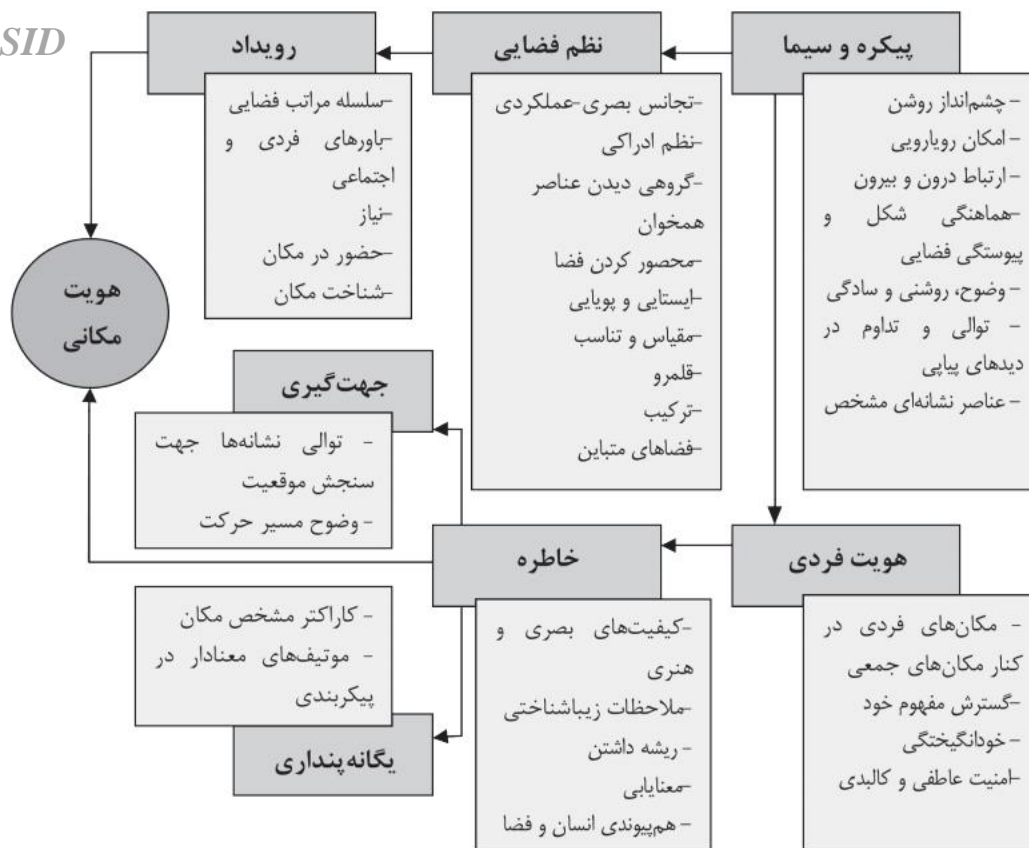 SID
پیکره و سیما
-چشم‌انداز روشن
-امکان رویارویی
-ارتباط درون و بیرون
-هماهنگی شکل و
پیوستگی فضایی
-وضوح، روشنی و سادگی
- توالی و تداوم در
دیدهای پیاپی
-عناصر نشانه‌ای مشخص
نظم فضایی
-تجانس بصری-عملکردی
-نظم ادراکی
-گروهی دیدن عناصر
همخوان
-محصور کردن فضا
-ایستایی و پویایی
-مقیاس و تناسب
-قلمرو
-ترکیب
-فضاهای متباین
رویداد
-سلسله مراتب فضایی
-باورهای فردی و
اجتماعی
-نیاز
-حضور در مکان
-شناخت مکان
هویت
مکانی
جهت‌گیری
- توالی نشانه‌ها جهت
سنجش موقعیت
- وضوح مسیر حرکت
هویت فردی
- مکان‌های فردی در
کنار مکان‌های جمعی
-گسترش مفهوم خود
-خودانگیختگی
-امنیت عاطفی و کالبدی
خاطره
-کیفیت‌های بصری و
هنری
-ملاحظات زیباشناختی
- ریشه داشتن
-معنایابی
- هم‌پیوندی انسان و فضا
- کاراکتر مشخص مکان
- موتیف‌های معنادار در
پیکربندی
یگانه‌پنداری